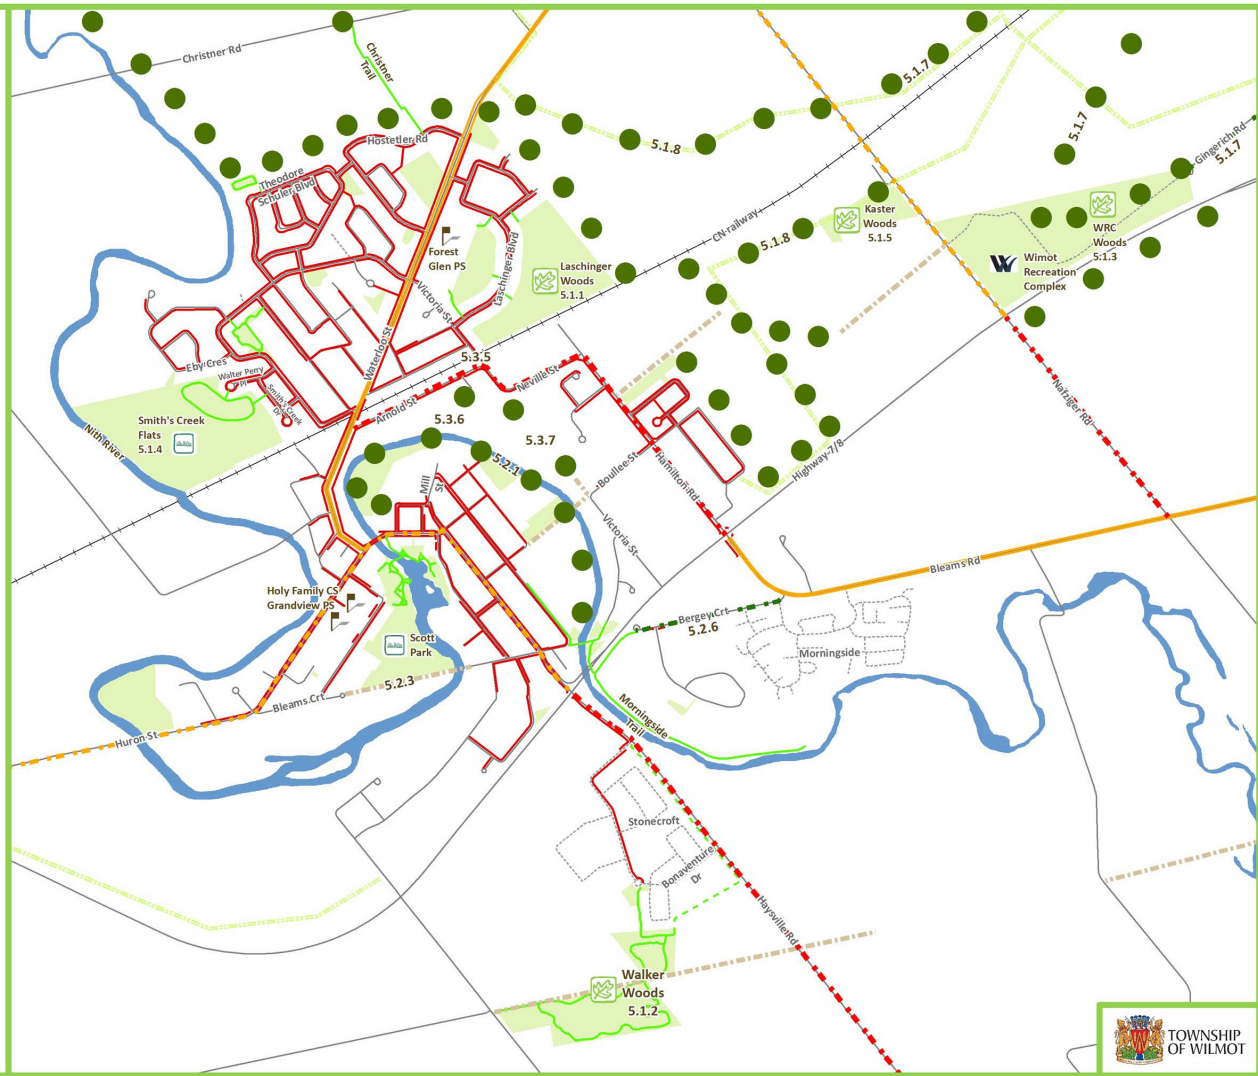 Christner Rd
Christner
Trail
5.1.7
5.1.7
Gingerich Rd
5.1.7
Hostetler Rd
5.1.8
Theodore
Schuler Blvd
Kaster
Woods
5.1.5
WRC
Woods
5.1.3
CN railway
5.1.8
Forest
Glen PS
Laschinger Blvd
Laschinger
Woods
5.1.1
Wimot
Recreation
Complex
Victoria St
Waterloo St
5.3.5
Eby Cres
Walter Perry
Pl
Smith's Creek
Dr
Neville St
Arnold St
Naiziger Rd
Smith's Creek
Flats
5.1.4
Nith River
5.3.6
5.3.7
5.2.1
Mill
St
Boullee St
Hamilton Rd
Highway 7/8
Victoria St
Bleams Rd
Holy Family CS
Grandview PS
Bergey Crt
5.2.6
Scott
Park
Morningside
5.2.3
Bleams Crt
Morningside
Trail
Huron St
Stonecroft
Bonaventure
Dr
Haysville Rd
Walker
Woods
5.1.2
TOWNSHIP
OF WILMOT